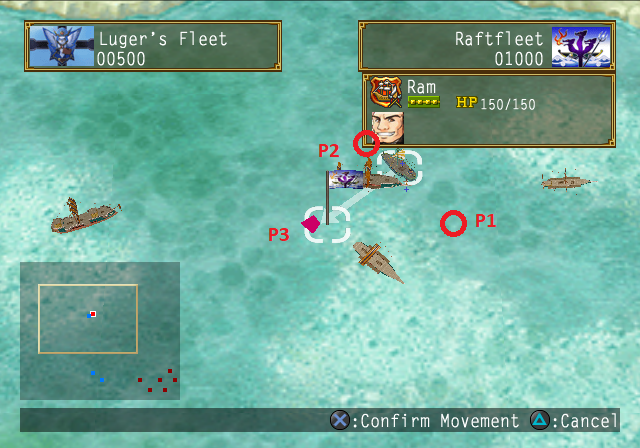 Luger's Fleet
00500
Raftfleet
01000
Ram
HP 150/150
P2
P1
P3
:Confirm Movement :Cancel